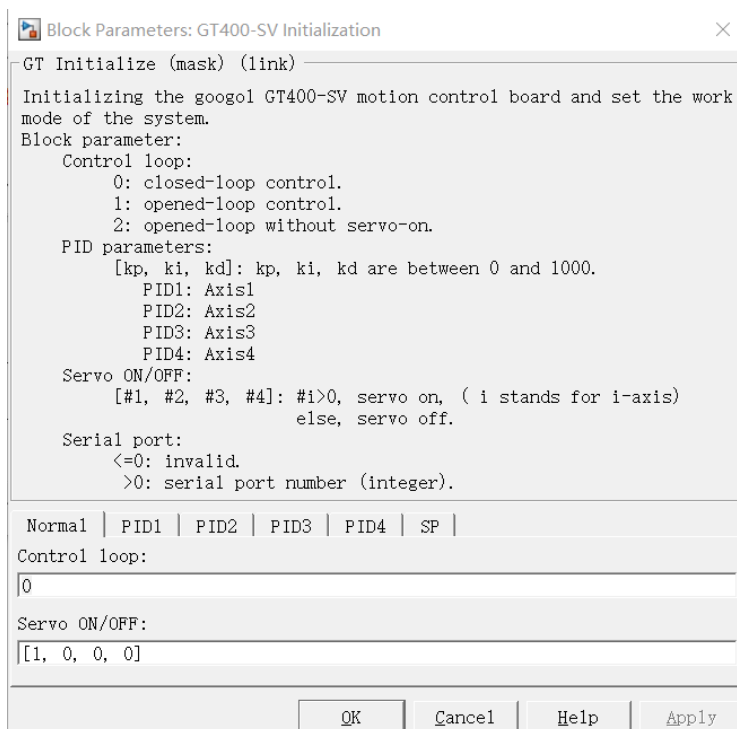 Block Parameters: GT400-SV Initialization
GT Initialize (mask) (link)
Initializing the googol GT400-SV motion control board and set the work
mode of the system.
Block parameter:
Control loop:
0: closed-loop control.
1: opened-loop control.
2: opened-loop without servo-on.
PID parameters:
[kp, ki, kd]: kp, ki, kd are between 0 and 1000.
PID1: Axis1
PID2: Axis2
PID3: Axis3
PID4: Axis4
Servo ON/OFF:
[#1, #2, #3, #4]: #i>0, servo on, ( i stands for i-axis)
else, servo off.
Serial port:
<=0: invalid.
>0: serial port number (integer).
Normal PID1 PID2 PID3 PID4 SP
Control loop:
0
Servo ON/OFF:
[1, 0, 0, 0]
OK Cancel Help Apply